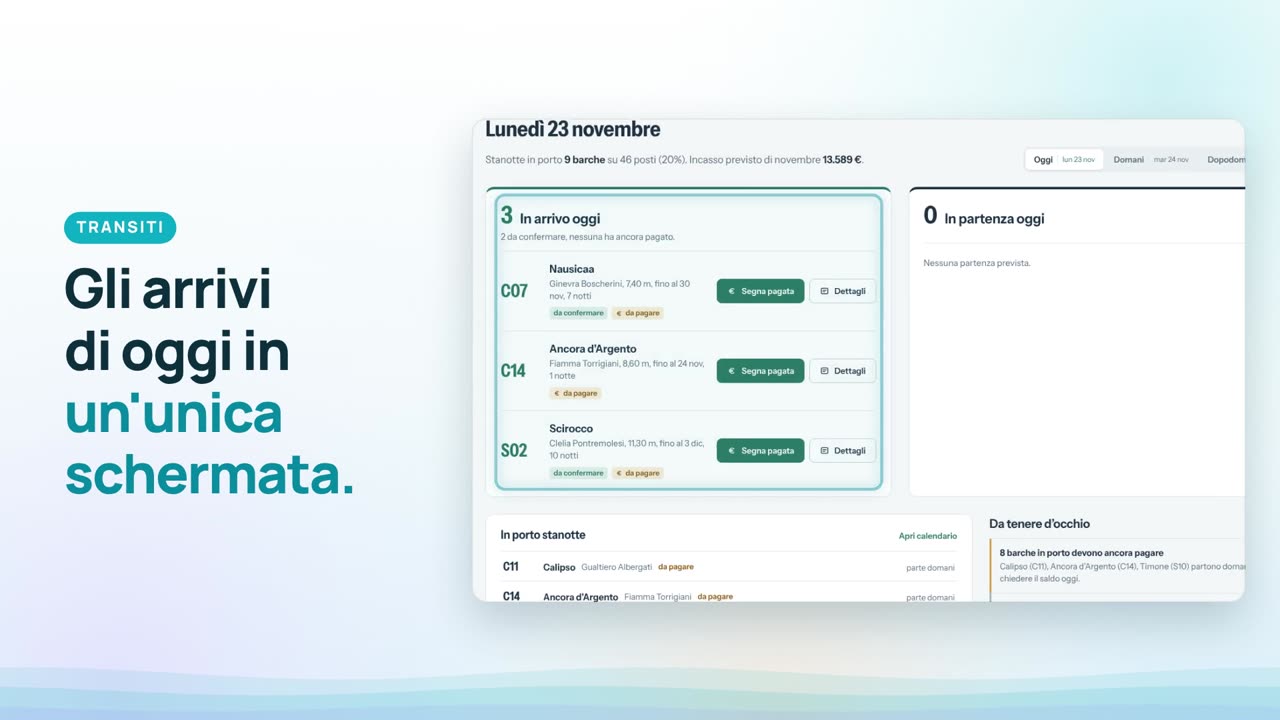 TRANSITI
Gli arrivi
di oggi in
un'unica
schermata.
Lunedì 23 novembre
Stanotte in porto 9 barche su 46 posti (20%). Incasso previsto di novembre 13.589 €.
Oggi lun 23 nov Domani mar 24 nov Dopodom
3 In arrivo oggi
2 da confermare, nessuna ha ancora pagato.
C07
Nausicaa
Ginevra Boscherini, 7,40 m, fino al 30
nov, 7 notti
da confermare € da pagare
€ Segna pagata
Dettagli
C14
Ancora d'Argento
Fiamma Torrigiani, 8,60 m, fino al 24 nov,
1 notte
€ da pagare
€ Segna pagata
Dettagli
S02
Scirocco
Clelia Pontremolesi, 11,30 m, fino al 3 dic,
10 notti
da confermare € da pagare
€ Segna pagata
Dettagli
0 In partenza oggi
Nessuna partenza prevista.
In porto stanotte
Apri calendario
C11 Calipso Gualtiero Albergati da pagare parte domani
C14 Ancora d'Argento Fiamma Torrigiani da pagare parte domani
Da tenere d'occhio
8 barche in porto devono ancora pagare
Calipso (C11), Ancora d'Argento (C14), Timone (S10) partono doma
chiedere il saldo oggi.